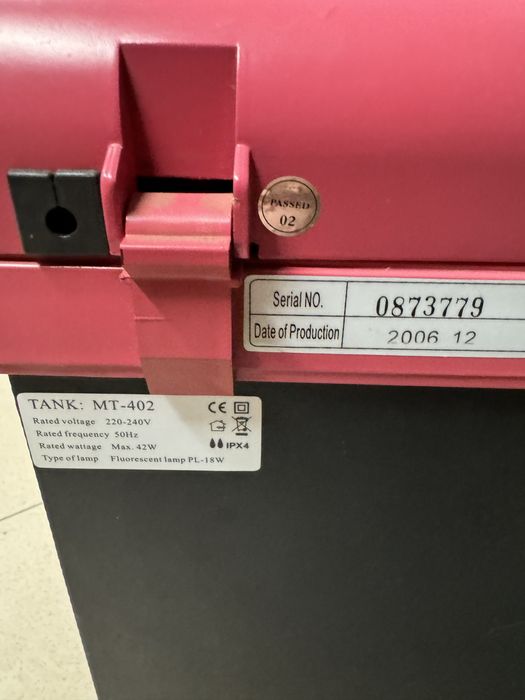 PASSED
02
Serial NO. 0873779
Date of Production 2006 12
TANK: MT-402
Rated voltage 220-240V
Rated frequency 50Hz
Rated wattage Max. 42W
Type of lamp Fluorescent lamp PL-18W
CE
IPX4